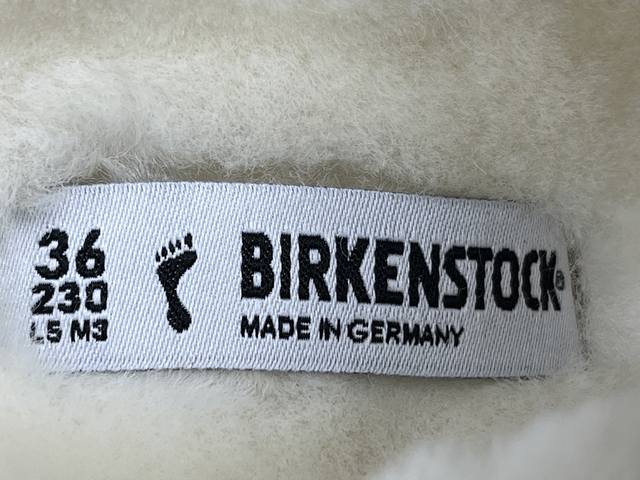 36
230
L5 M3
BIRKENSTOCK®
MADE IN GERMANY